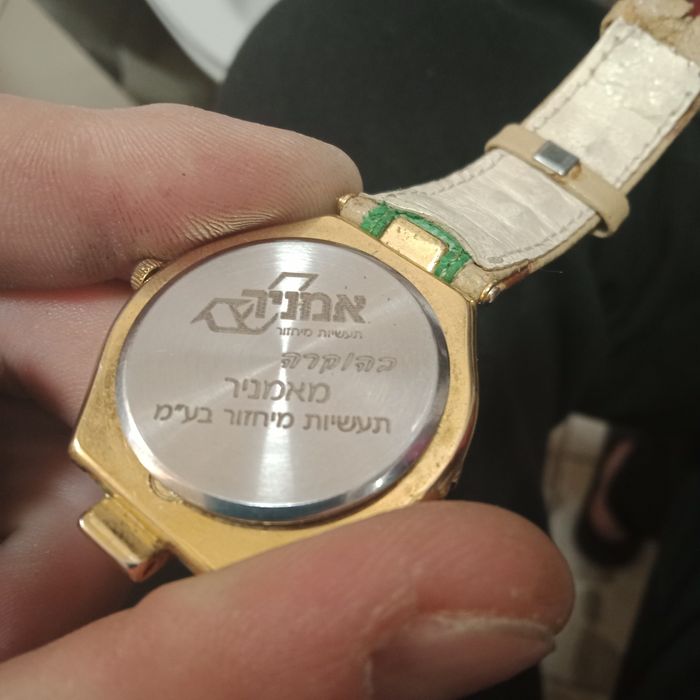 אמניר
תעשיות מיחזור
בהוקרה
מאמניר
תעשיות מיחזור בע"מ